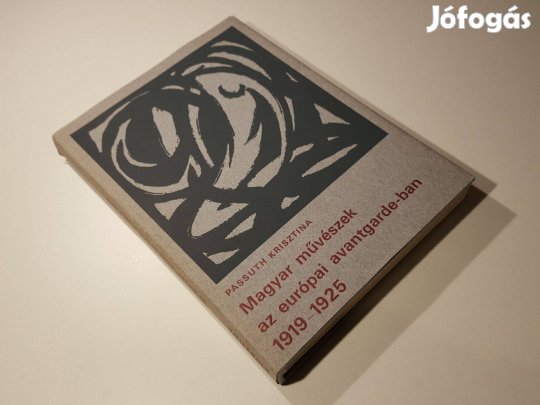 Jófogás
PASSUTH KRISZTINA
Magyar művészek
az európai avantgarde-ban
1919-1925